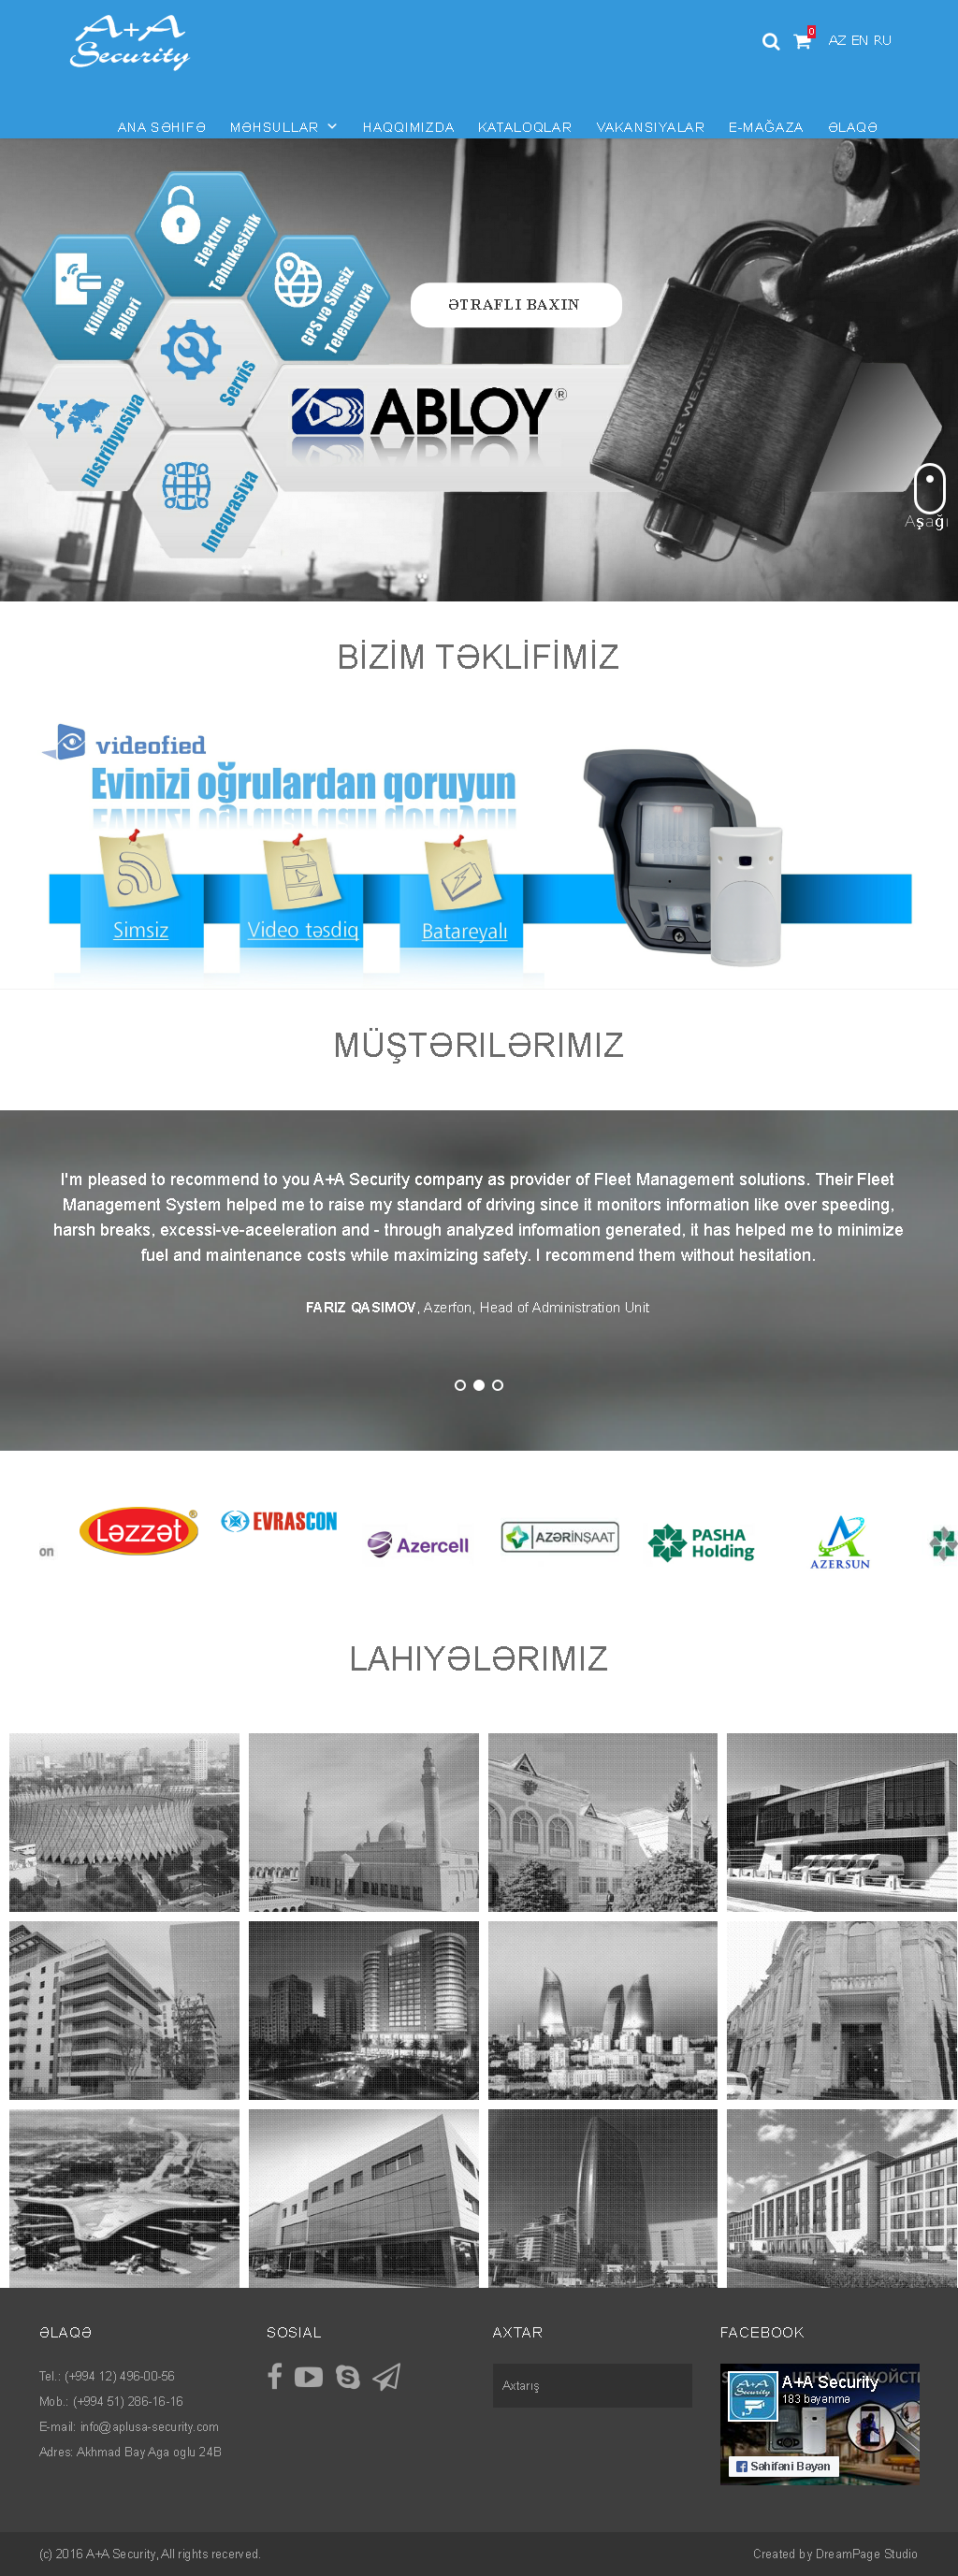 A+A
Security
0
AZ EN RU
ANA SƏHİFƏ MƏHSULLAR HAQQIMIZDA KATALOQLAR VAKANSIYALAR E-MAĞAZA ƏLAQƏ
Elektron
Təhlukəsizlik
Kilidləmə
Həlləri
GPS və Simsiz
Telemetriya
ƏTRAFLI BAXIN
Servis
Distribyusiya
ABLOY®
SUPER WEATHER
Inteqrasiya
Aşağı
BİZİM TƏKLİFİMİZ
videofied
Evinizi oğrulardan qoruyun
Simsiz
Video təsdiq
Batareyalı
MÜŞTƏRILƏRIMIZ
I'm pleased to recommend to you A+A Security company as provider of Fleet Management solutions. Their Fleet
Management System helped me to raise my standard of driving since it monitors information like over speeding,
harsh breaks, excessi-ve-aceeleration and - through analyzed information generated, it has helped me to minimize
fuel and maintenance costs while maximizing safety. I recommend them without hesitation.
FARIZ QASIMOV, Azerfon, Head of Administration Unit
on
Ləzzət®
EVRASCON
Azercell
AZƏRİNŞAAT
PASHA
Holding
AZERSUN
LAHIYƏLƏRIMIZ
ƏLAQƏ
Tel.: (+994 12) 496-00-56
Mob.: (+994 51) 286-16-16
E-mail: info@aplusa-security.com
Adres: Akhmad Bay Aga oglu 24B
SOSIAL
AXTAR
Axtarış
FACEBOOK
ЦЕНА СПОКОЙСТ
A+A
Security
A+A Security
183 bəyənmə
Səhifəni Bəyən
(c) 2016 A+A Security, All rights recerved.
Created by DreamPage Studio